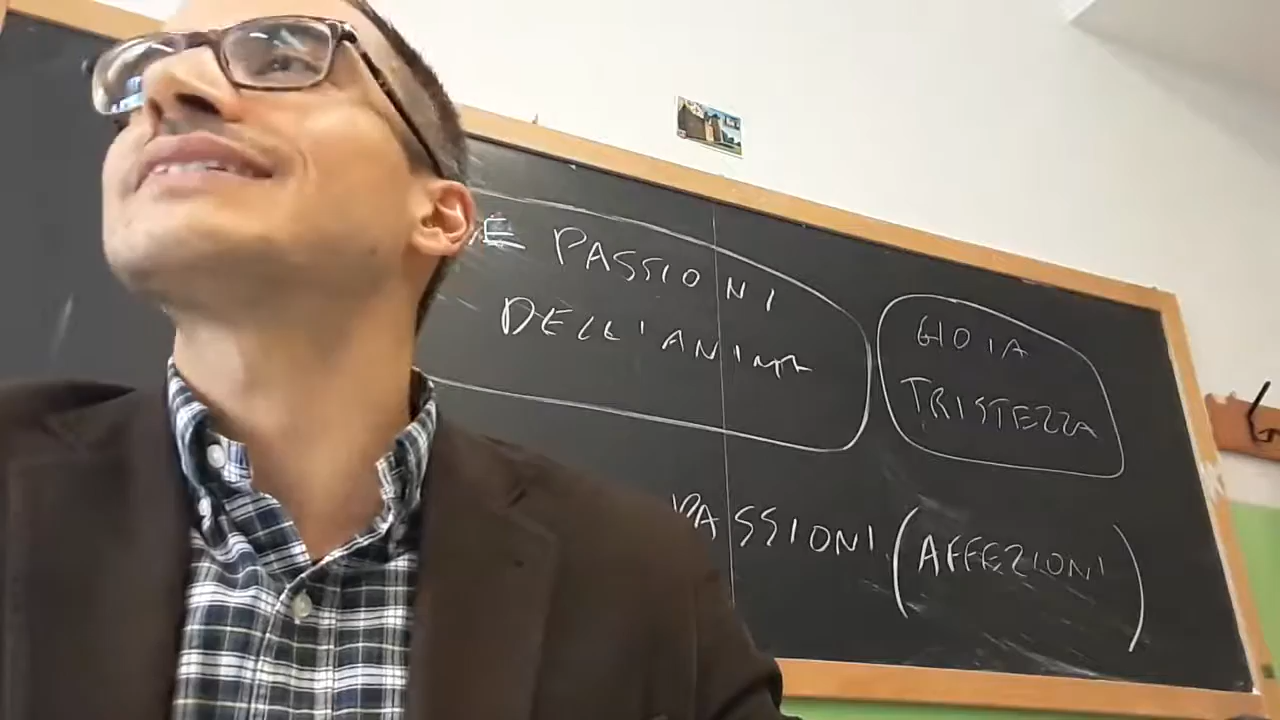 E PASSIONI
DELL'ANIMA
GIOIA
TRISTEZZA
PASSIONI (AFFEZIONI)